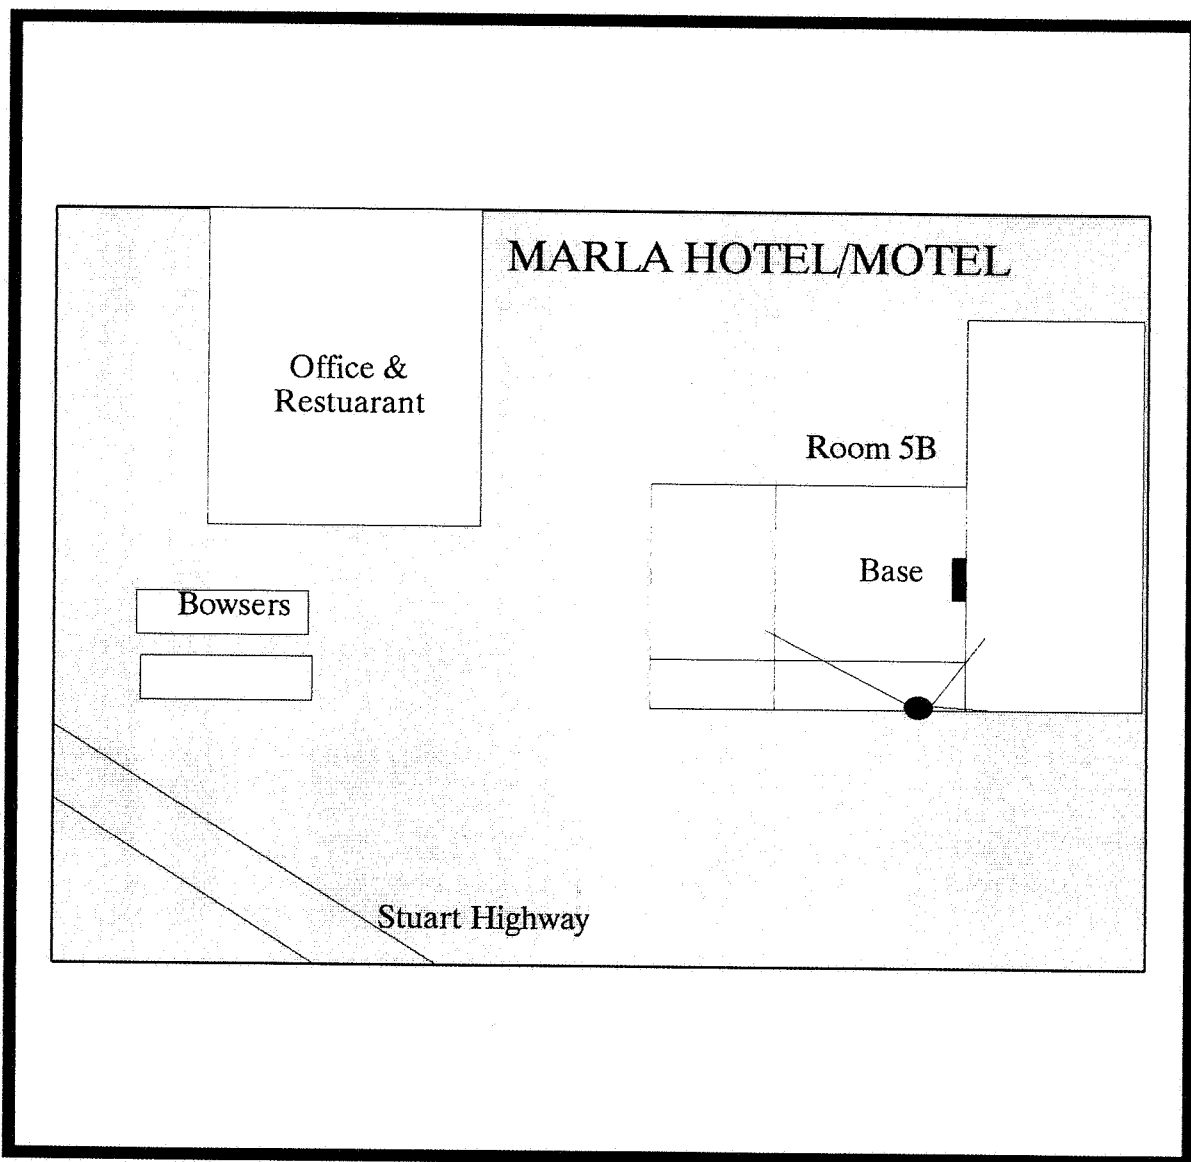 MARLA HOTEL/MOTEL
Office &
Restuarant
Room 5B
Base
Bowsers
Stuart Highway